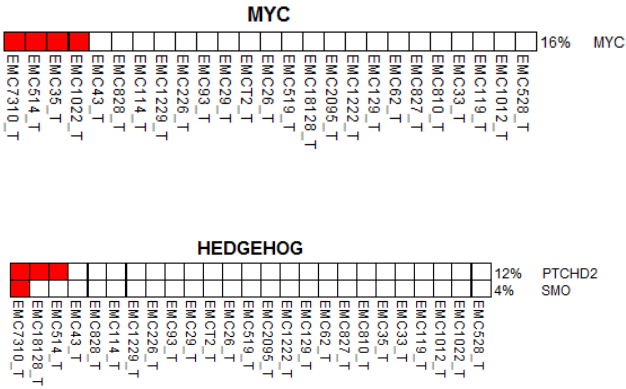 MYC
16% MYC
EMC7310_T
EMC514_T
EMC35_T
EMC1022_T
EMC43_T
EMC828_T
EMC114_T
EMC1229_T
EMC226_T
EMC93_T
EMC29_T
EMCT2_T
EMC26_T
EMC519_T
EMC18128_T
EMC2095_T
EMC1222_T
EMC129_T
EMC62_T
EMC827_T
EMC810_T
EMC33_T
EMC119_T
EMC1012_T
EMC528_T
HEDGEHOG
12% PTCHD2
4% SMO
EMC7310_T
EMC18128_T
EMC514_T
EMC43_T
EMC828_T
EMC114_T
EMC1229_T
EMC226_T
EMC93_T
EMC29_T
EMCT2_T
EMC26_T
EMC519_T
EMC2095_T
EMC1222_T
EMC129_T
EMC62_T
EMC827_T
EMC810_T
EMC35_T
EMC33_T
EMC119_T
EMC1012_T
EMC1022_T
EMC528_T